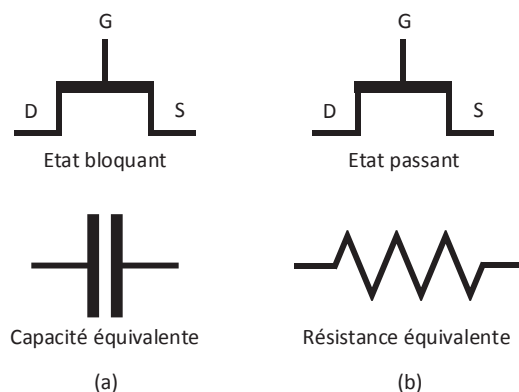 G G
D S D S
Etat bloquant Etat passant
Capacité équivalente Résistance équivalente
(a) (b)